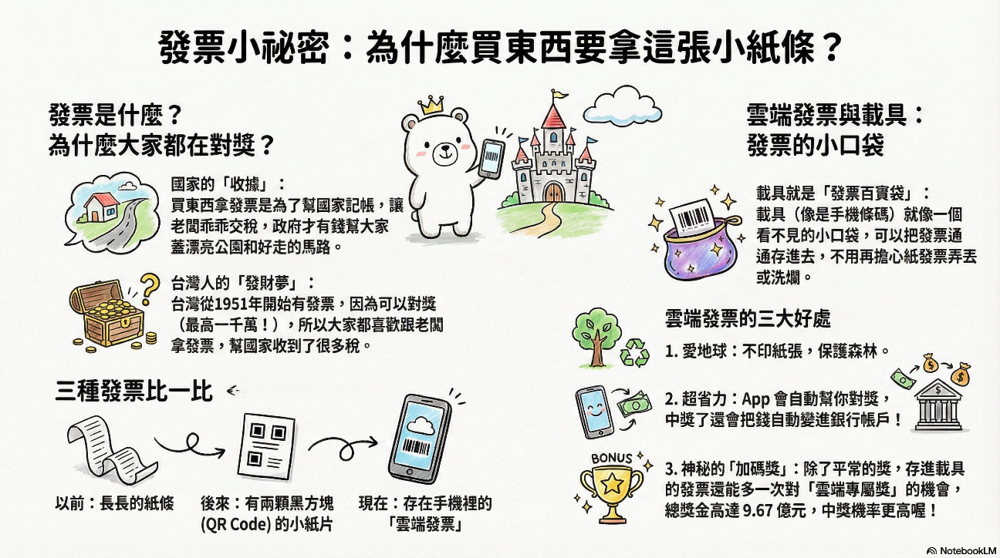 發票小祕密：為什麼買東西要拿這張小紙條？
發票是什麼？
為什麼大家都在對獎？
國家的「收據」：
買東西拿發票是為了幫國家記帳，讓
老闆乖乖交稅，政府才有錢幫大家
蓋漂亮公園和好走的馬路。
台灣人的「發財夢」：
台灣從1951年開始有發票，因為可以對獎
（最高一千萬！），所以大家都喜歡跟老闆
拿發票，幫國家收到了很多稅。
三種發票比一比
以前：長長的紙條
後來：有兩顆黑方塊
(QR Code) 的小紙片
現在：存在手機裡的
「雲端發票」
雲端發票與載具：
發票的小口袋
載具就是「發票百寶袋」：
載具（像是手機條碼）就像一個
看不見的小口袋，可以把發票通
通存進去，不用再擔心紙發票弄丟
或洗爛。
雲端發票的三大好處
1. 愛地球：不印紙張，保護森林。
2. 超省力：App 會自動幫你對獎，
中獎了還會把錢自動變進銀行帳戶！
BONUS
3. 神秘的「加碼獎」：除了平常的獎，存進載具
的發票還能多一次對「雲端專屬獎」的機會，
總獎金高達 9.67 億元，中獎機率更高喔！
NotebookLM